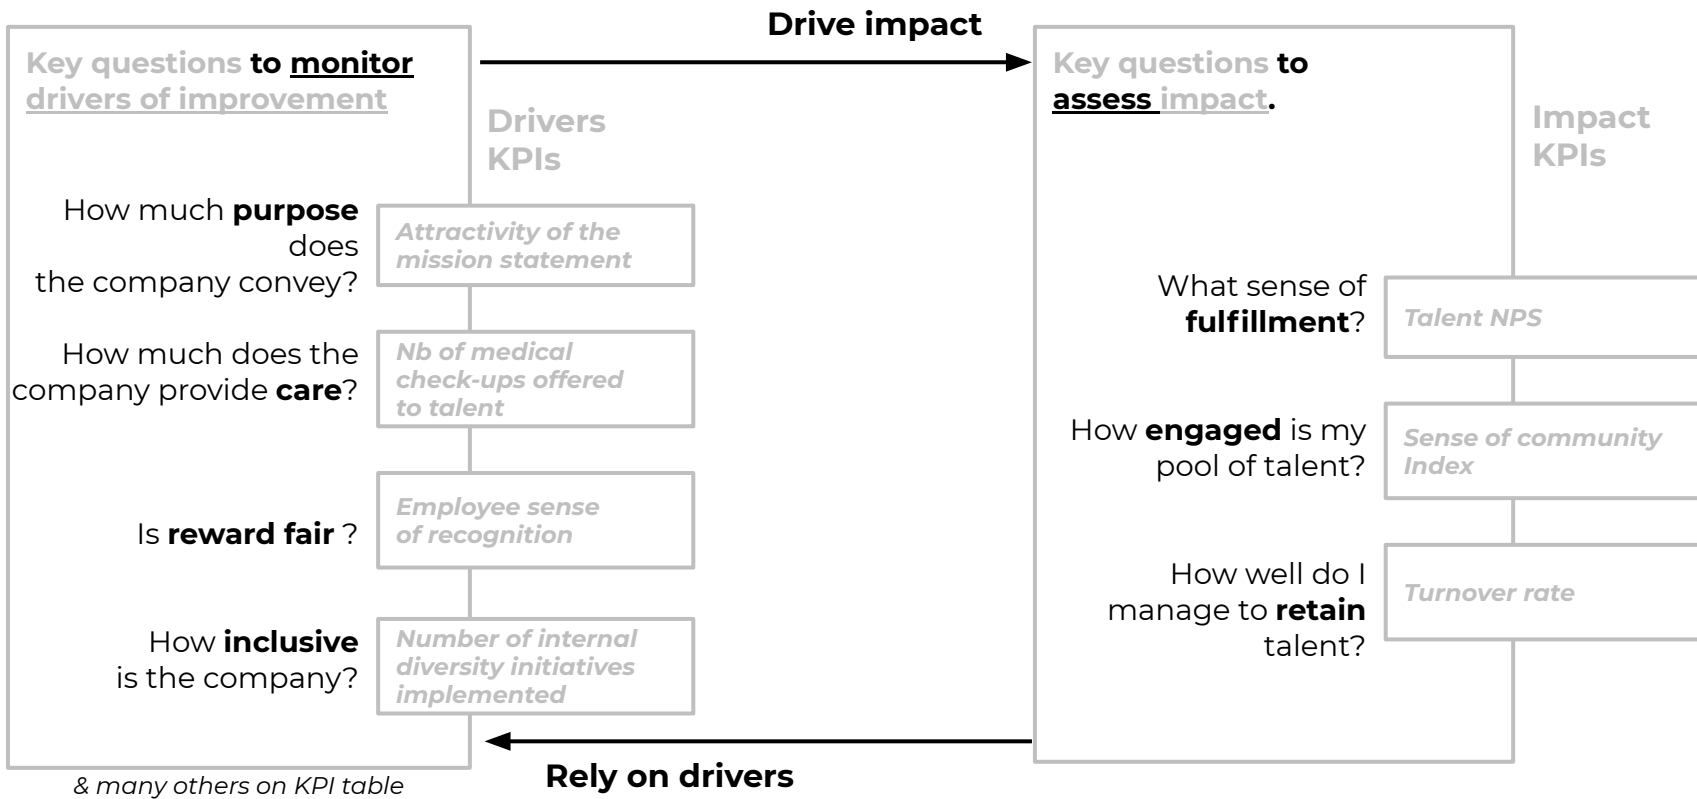 Drive impact
Key questions to monitor
drivers of improvement
Drivers
KPIs
How much purpose
does
the company convey?
Attractivity of the
mission statement
How much does the
company provide care?
Nb of medical
check-ups offered
to talent
Is reward fair ?
Employee sense
of recognition
How inclusive
is the company?
Number of internal
diversity initiatives
implemented
& many others on KPI table
Key questions to
assess impact.
Impact
KPIs
What sense of
fulfillment?
Talent NPS
How engaged is my
pool of talent?
Sense of community
Index
How well do I
manage to retain
talent?
Turnover rate
Rely on drivers